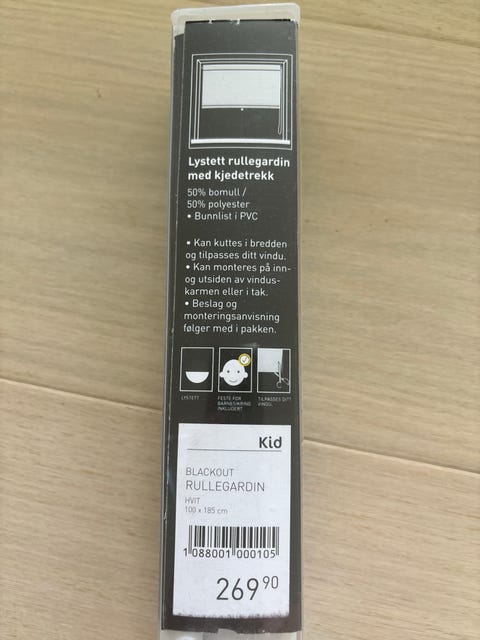 Lystett rullegardin
med kjedetrekk
50% bomull /
50% polyester
• Bunnlist i PVC
• Kan kuttes i bredden
og tilpasses ditt vindu.
• Kan monteres på inn-
og utsiden av vindus-
karmen eller i tak.
• Beslag og
monteringsanvisning
følger med i pakken.
LYSTETT
FESTE FOR
BARNESIKRING
INKLUDERT
TILPASSES DITT
VINDU.
Kid
BLACKOUT
RULLEGARDIN
HVIT
100 x 185 cm
1 088001 000105
269 90